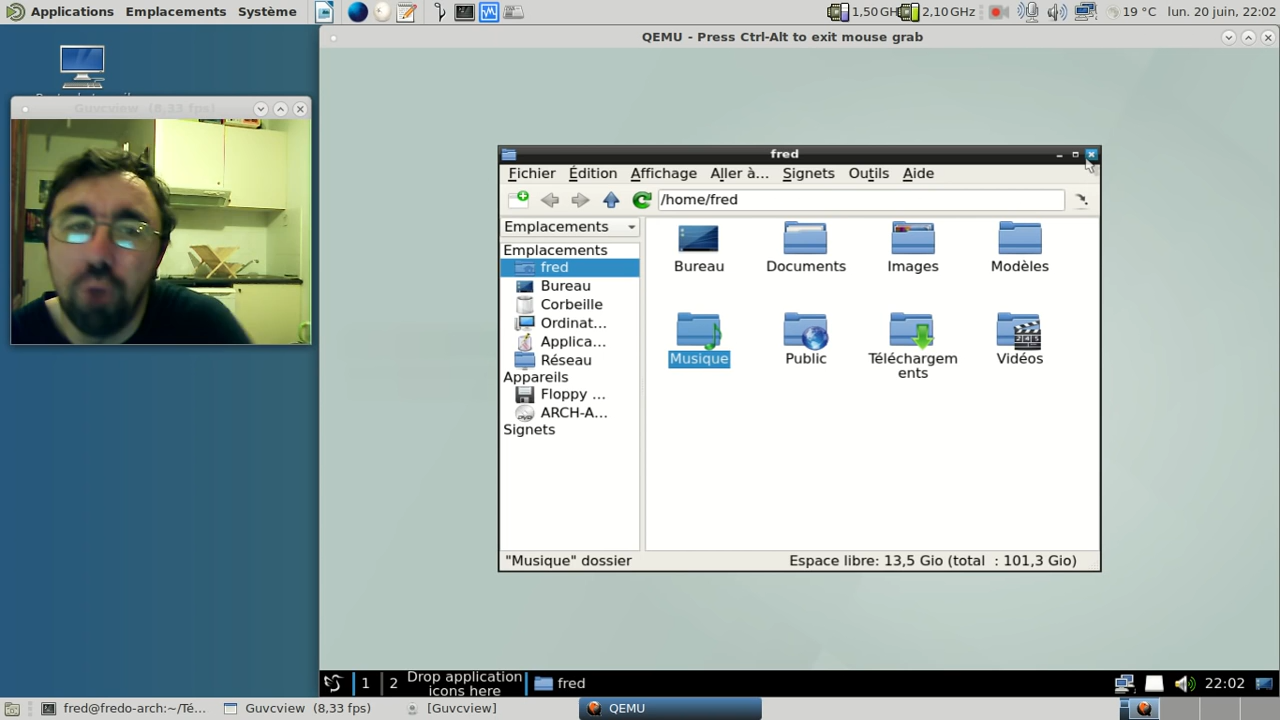 Applications Emplacements Système
1,50 GH 2,10 GHz 19 °C lun. 20 juin, 22:02
QEMU - Press Ctrl-Alt to exit mouse grab
Guvcview (8,33 fps)
fred
Fichier Édition Affichage Aller à... Signets Outils Aide
/home/fred
Emplacements
Emplacements
fred
Bureau
Corbeille
Ordinat...
Applica...
Réseau
Appareils
Floppy ...
ARCH-A...
Signets
Bureau Documents Images Modèles
Musique Public Téléchargem Vidéos
ents
"Musique" dossier Espace libre: 13,5 Gio (total : 101,3 Gio)
1 2 Drop application
icons here
fred 22:02
fred@fredo-arch:~/Té... Guvcview (8,33 fps) [Guvcview] QEMU